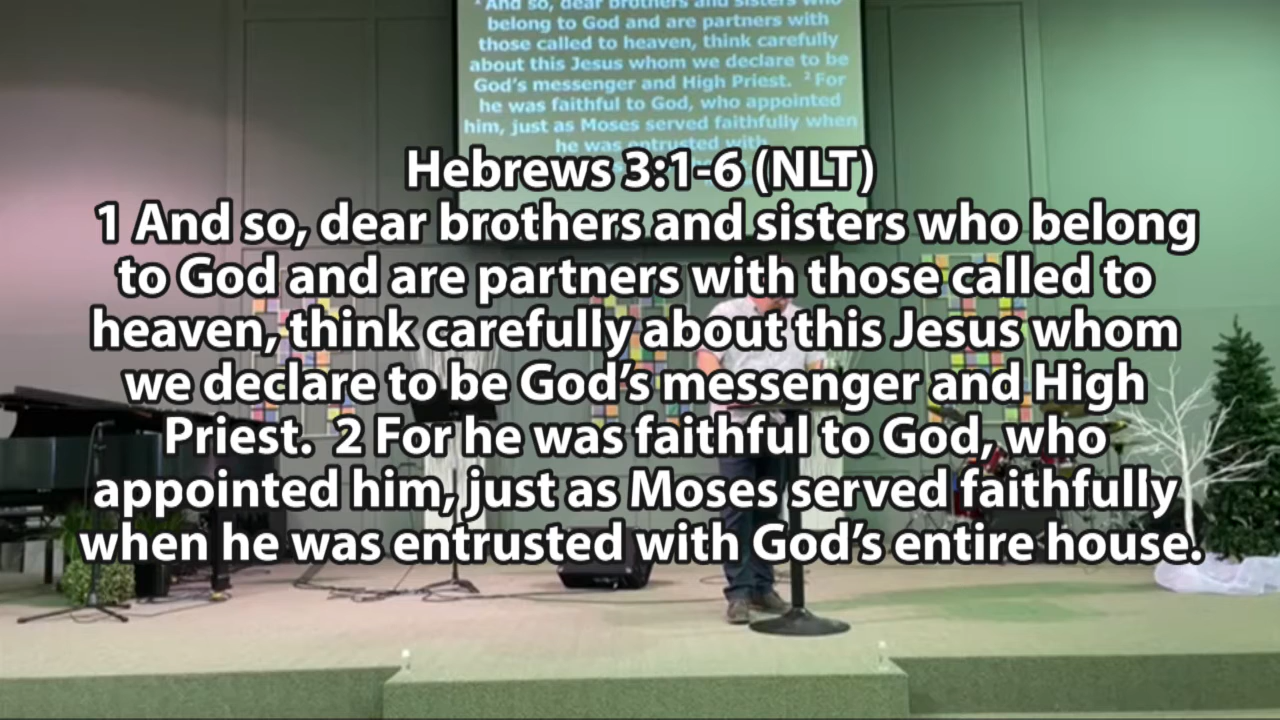 1 And so, dear brothers and sisters who
belong to God and are partners with
those called to heaven, think carefully
about this Jesus whom we declare to be
God's messenger and High Priest. 2 For
he was faithful to God, who appointed
him, just as Moses served faithfully when
he was entrusted with
Hebrews 3:1-6 (NLT)
1 And so, dear brothers and sisters who belong
to God and are partners with those called to
heaven, think carefully about this Jesus whom
we declare to be God's messenger and High
Priest. 2 For he was faithful to God, who
appointed him, just as Moses served faithfully
when he was entrusted with God's entire house.